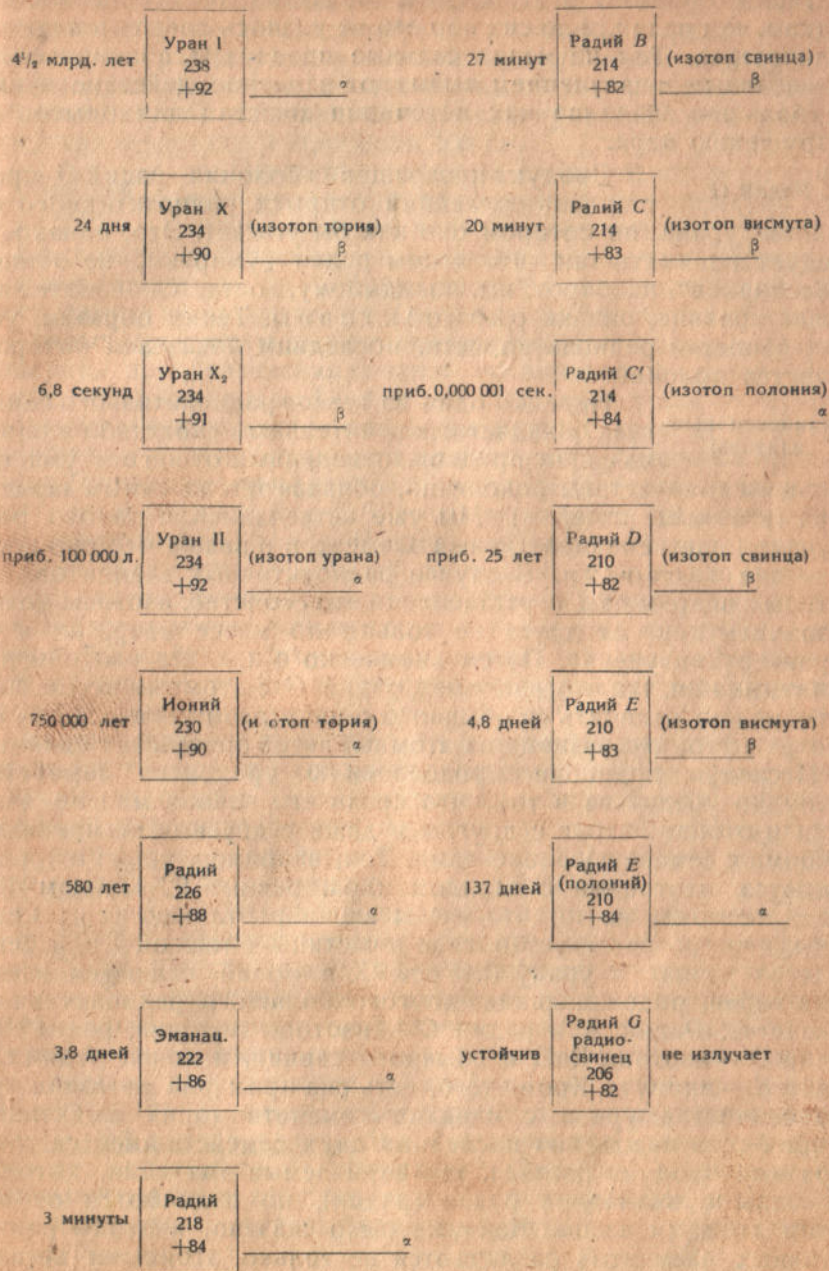 4½ млрд. лет
Уран I
238
+92
α
24 дня
Уран X
234
+90
(изотоп тория)
β
6,8 секунд
Уран X₂
234
+91
β
приб. 100 000 л.
Уран II
234
+92
(изотоп урана)
α
750 000 лет
Ионий
230
+90
(и отоп тория)
α
580 лет
Радий
226
+88
α
3,8 дней
Эманац.
222
+86
α
3 минуты
Радий
218
+84
α
27 минут
Радий B
214
+82
(изотоп свинца)
β
20 минут
Радий C
214
+83
(изотоп висмута)
β
приб. 0,000 001 сек.
Радий C'
214
+84
(изотоп полония)
α
приб. 25 лет
Радий D
210
+82
(изотоп свинца)
β
4,8 дней
Радий E
210
+83
(изотоп висмута)
β
137 дней
Радий E
(полоний)
210
+84
α
устойчив
Радий G
радио-
свинец
206
+82
не излучает